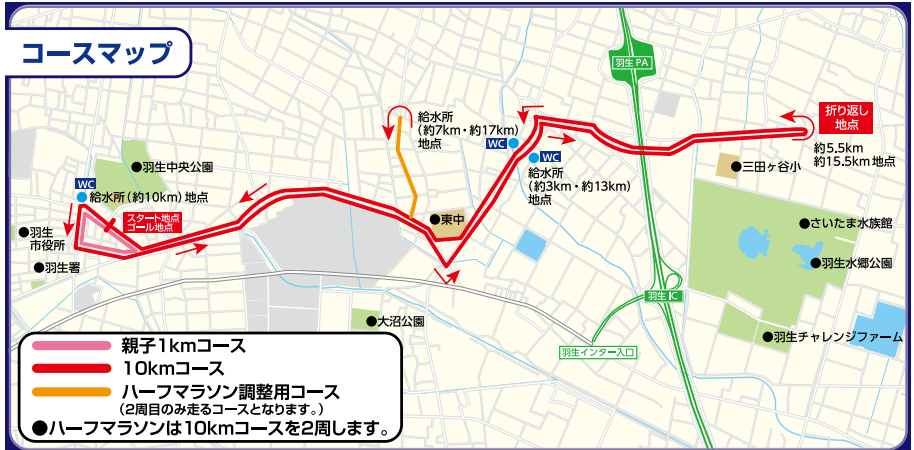 コースマップ
羽生PA
給水所
(約7km・約17km)
地点
WC
折り返し
地点
約5.5km
約15.5km地点
WC
給水所
(約3km・約13km)
地点
三田ヶ谷小
羽生中央公園
WC
給水所(約10km)地点
スタート地点
ゴール地点
東中
さいたま水族館
羽生
市役所
羽生署
羽生水郷公園
羽生IC
大沼公園
羽生チャレンジファーム
羽生インター入口
親子1kmコース
10kmコース
ハーフマラソン調整用コース
(2周目のみ走るコースとなります。)
●ハーフマラソンは10kmコースを2周します。